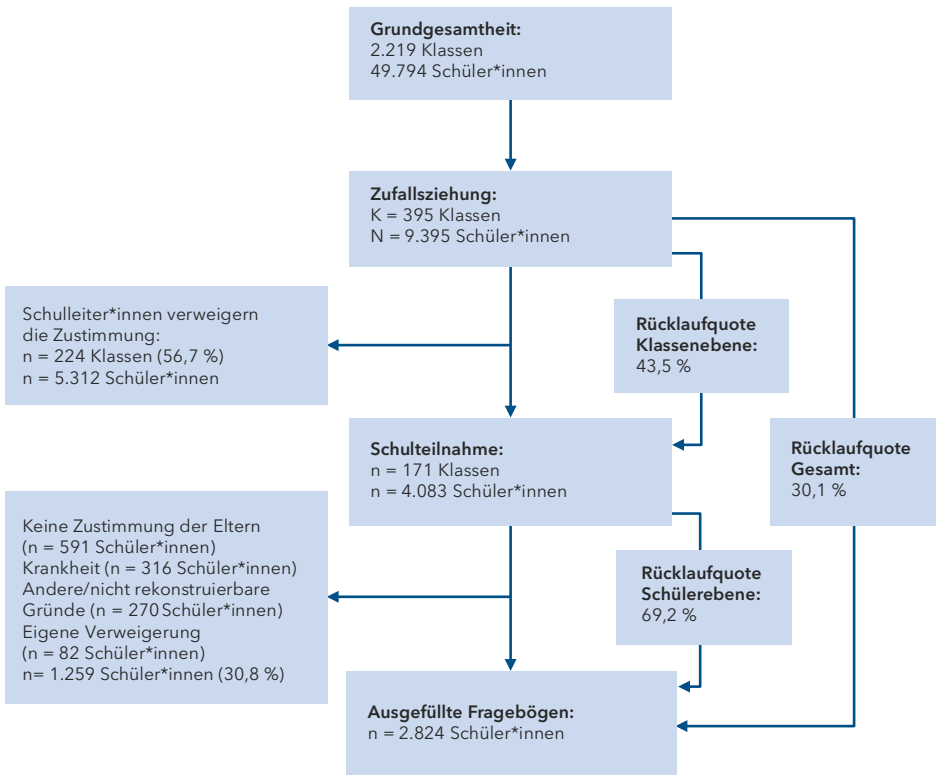 Grundgesamtheit:
2.219 Klassen
49.794 Schüler*innen
Zufallsziehung:
K = 395 Klassen
N = 9.395 Schüler*innen
Schulleiter*innen verweigern
die Zustimmung:
n = 224 Klassen (56,7 %)
n = 5.312 Schüler*innen
Rücklaufquote
Klassenebene:
43,5 %
Schulteilnahme:
n = 171 Klassen
n = 4.083 Schüler*innen
Rücklaufquote
Gesamt:
30,1 %
Keine Zustimmung der Eltern
(n = 591 Schüler*innen)
Krankheit (n = 316 Schüler*innen)
Andere/nicht rekonstruierbare
Gründe (n = 270 Schüler*innen)
Eigene Verweigerung
(n = 82 Schüler*innen)
n= 1.259 Schüler*innen (30,8 %)
Rücklaufquote
Schülerebene:
69,2 %
Ausgefüllte Fragebögen:
n = 2.824 Schüler*innen